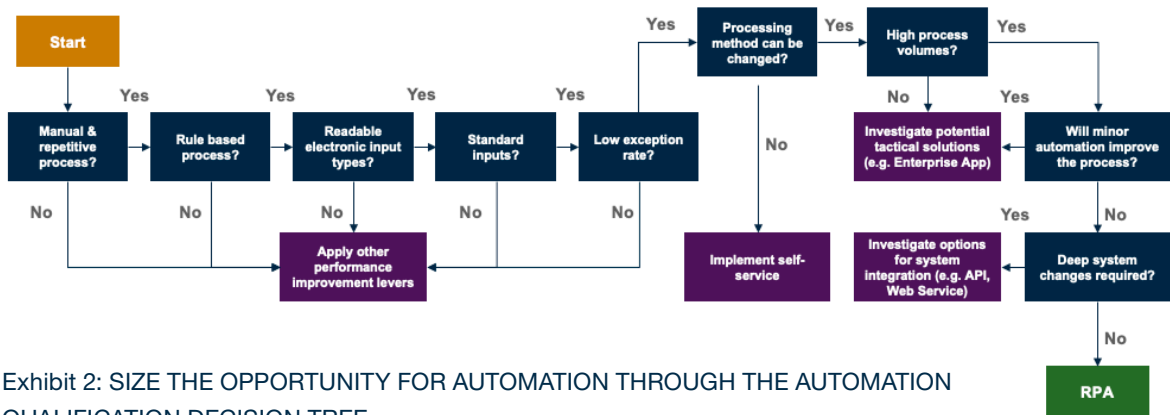 Start
Yes
Yes
Yes
Yes
Yes
Processing
method can be
changed?
Yes
High process
volumes?
Yes
Manual &
repetitive
process?
Rule based
process?
Readable
electronic input
types?
Standard
inputs?
Low exception
rate?
No
No
No
No
No
No
No
Yes
Investigate potential
tactical solutions
(e.g. Enterprise App)
Will minor
automation improve
the process?
Apply other
performance
improvement levers
Implement self-
service
Yes
No
Investigate options
for system
integration (e.g. API,
Web Service)
Deep system
changes required?
No
RPA
Exhibit 2: SIZE THE OPPORTUNITY FOR AUTOMATION THROUGH THE AUTOMATION
QUALIFICATION DECISION TREE